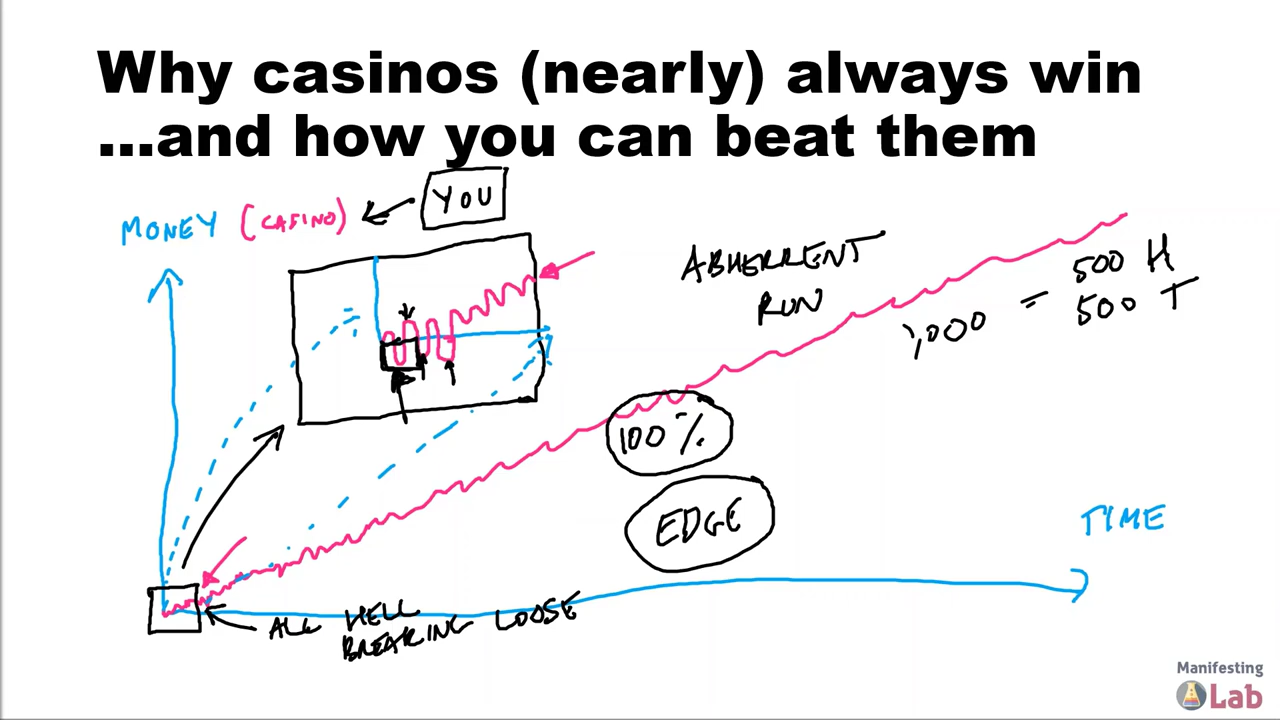 Why casinos (nearly) always win
...and how you can beat them
YOU
MONEY (CASINO)
ABHERRENT
RUN
1,000 = 500 H
500 T
100%
EDGE
TIME
ALL HELL
BREAKING LOOSE
Manifesting
Lab